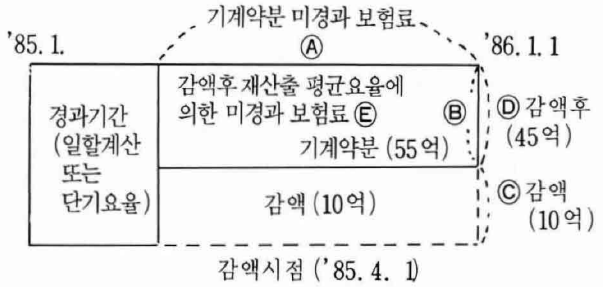 기계약분 미경과 보험료
Ⓐ
'85.1.
'86.1.1
경과기간
(일할계산
또는
단기요율)
감액후 재산출 평균요율에
의한 미경과 보험료 Ⓔ
Ⓑ
기계약분 (55억)
Ⓓ 감액후
(45억)
감액 (10억)
Ⓒ 감액
(10억)
감액시점 ('85.4.1)